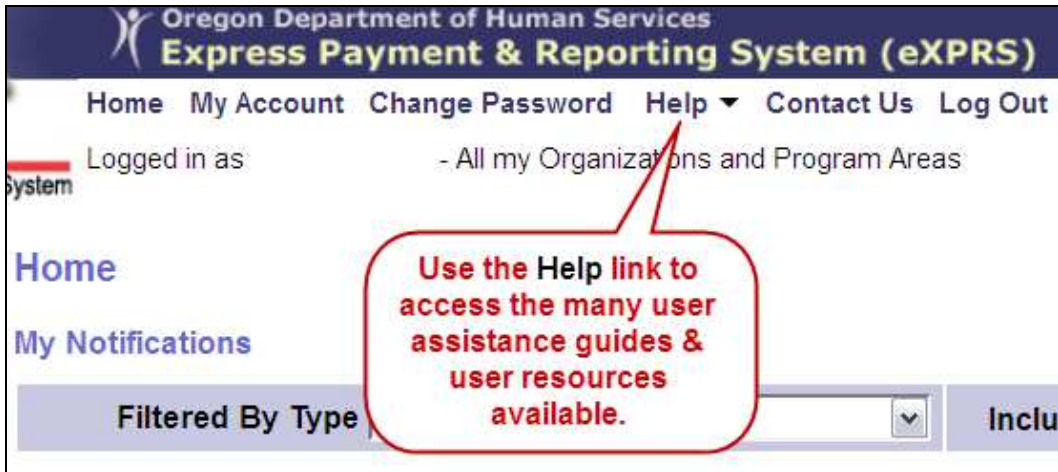 Oregon Department of Human Services
Express Payment & Reporting System (eXPRS)
Home My Account Change Password Help Contact Us Log Out
Logged in as - All my Organizations and Program Areas
System
Home
Use the Help link to
access the many user
assistance guides &
user resources
available.
My Notifications
Filtered By Type